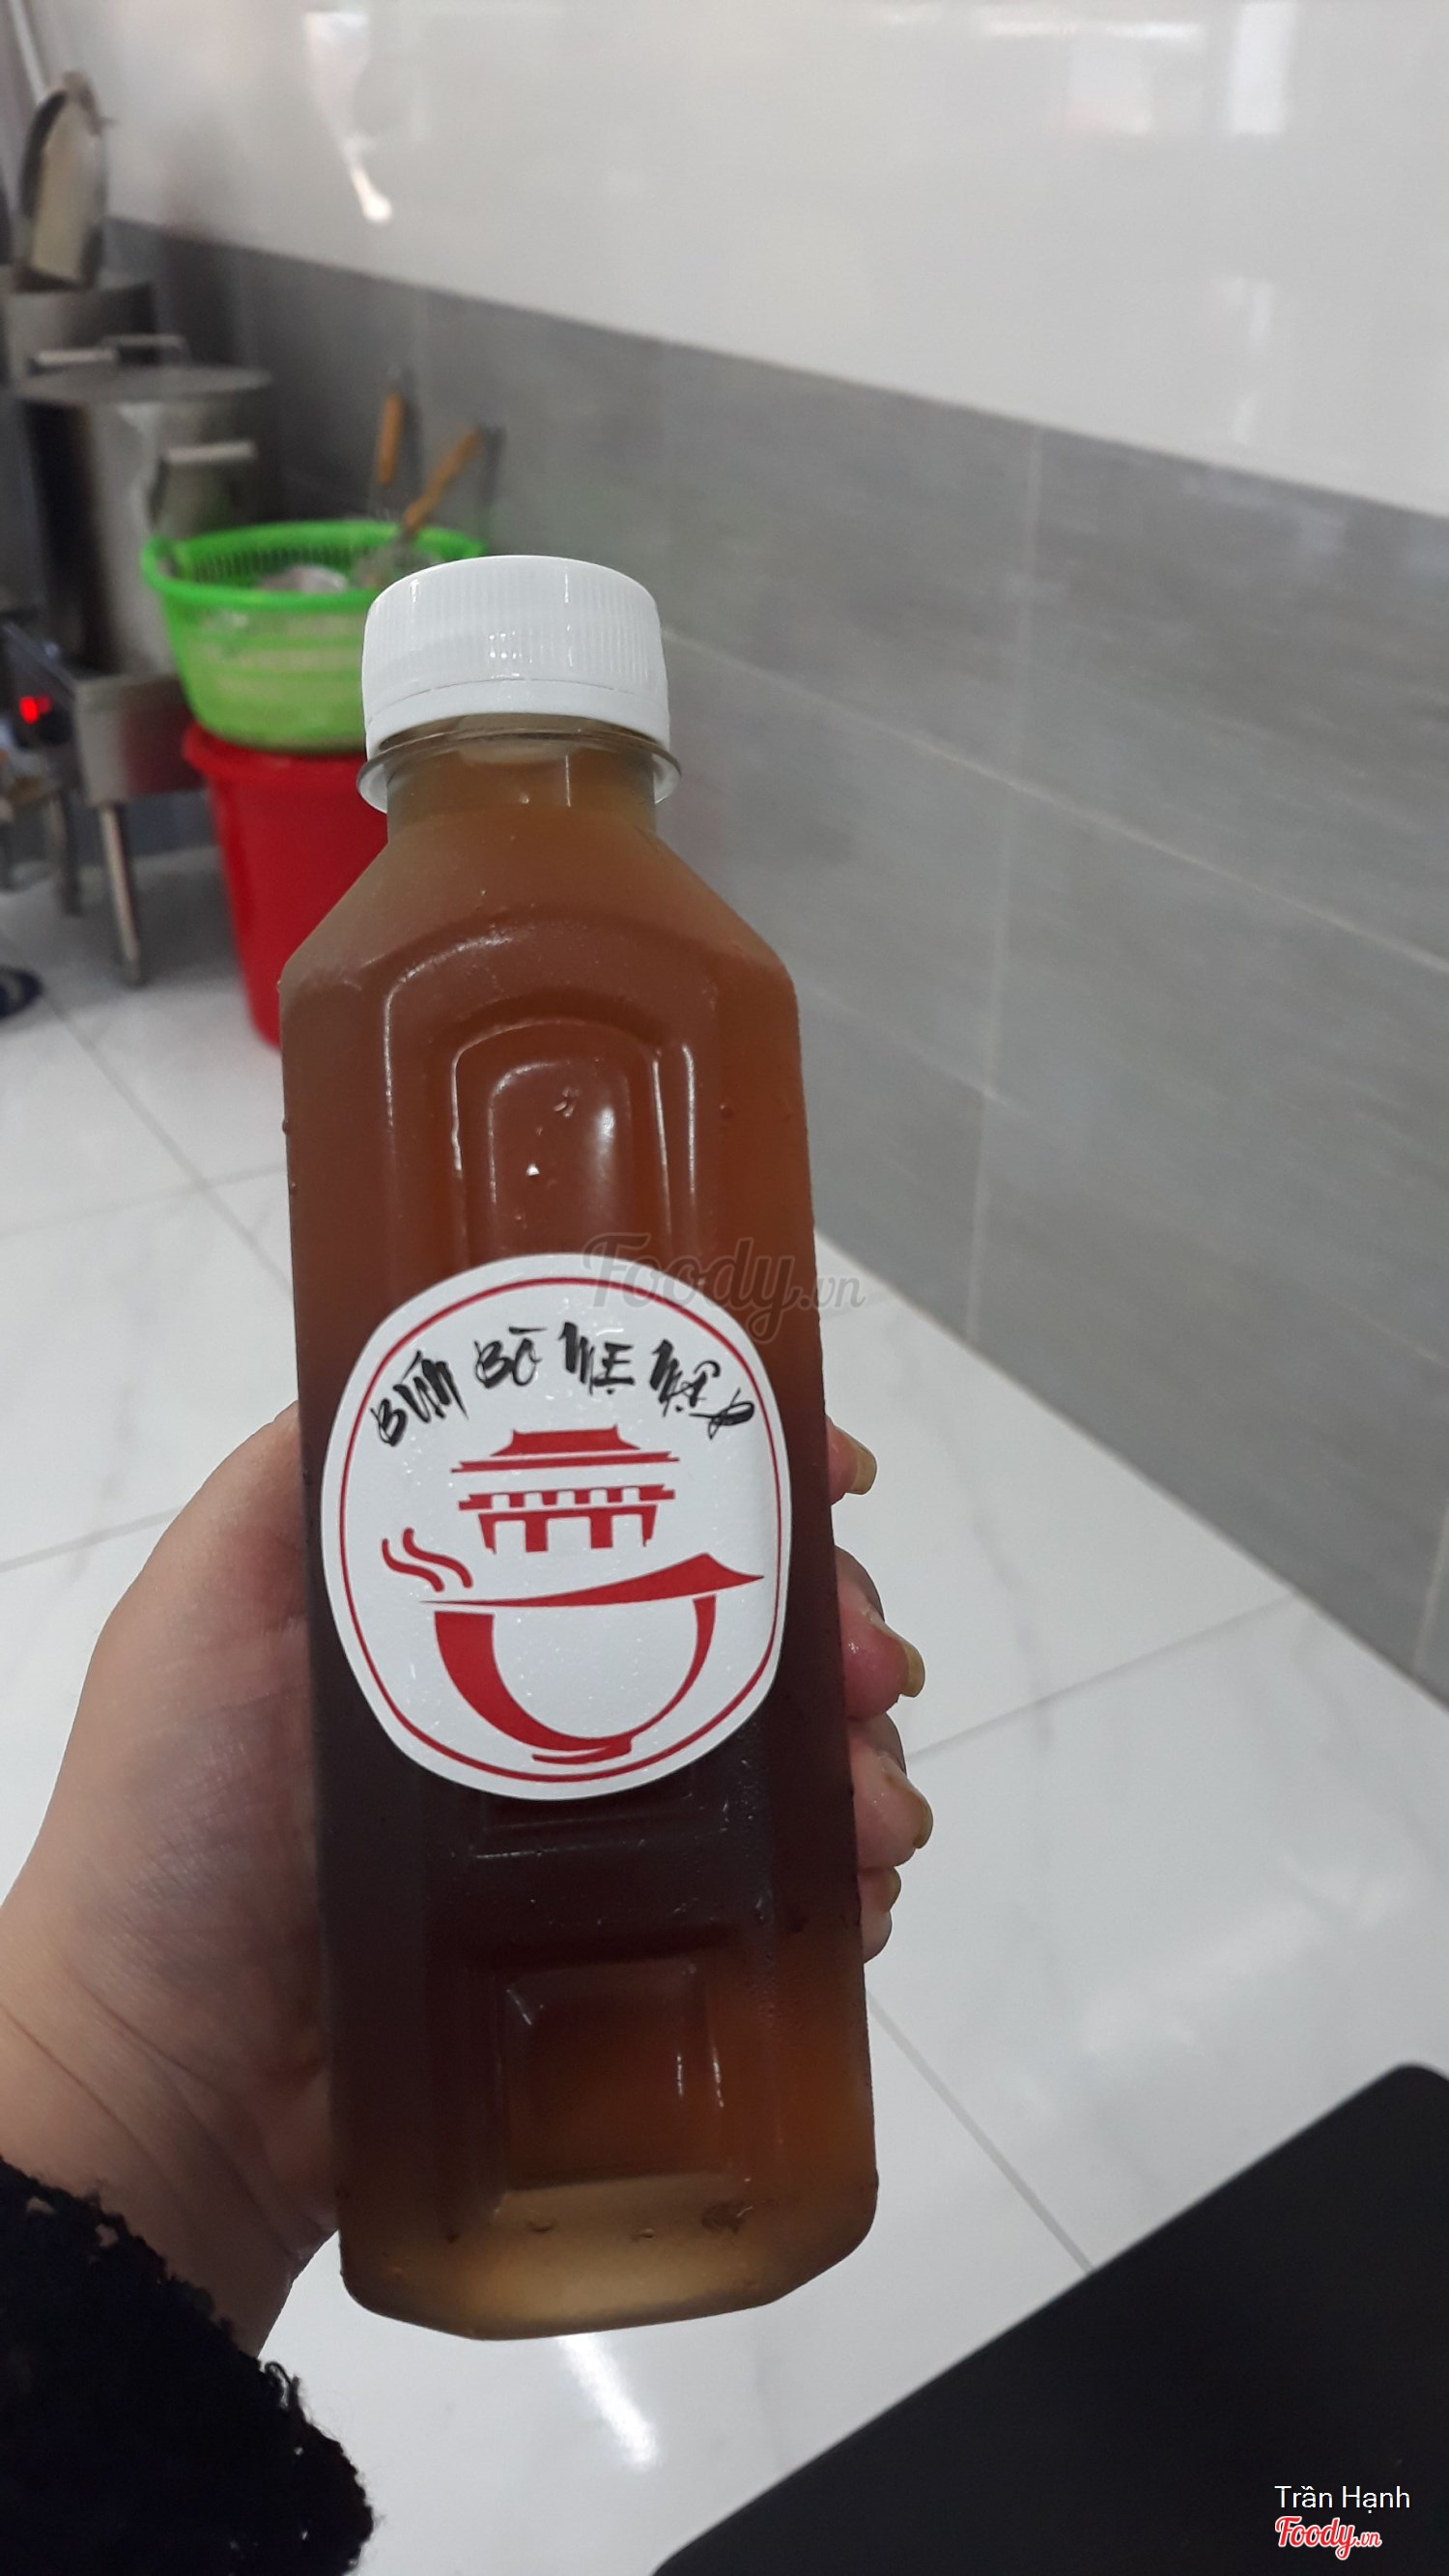 Foody.vn
BÚN BÒ MẸ MẬP
Trần Hạnh
Foody.vn